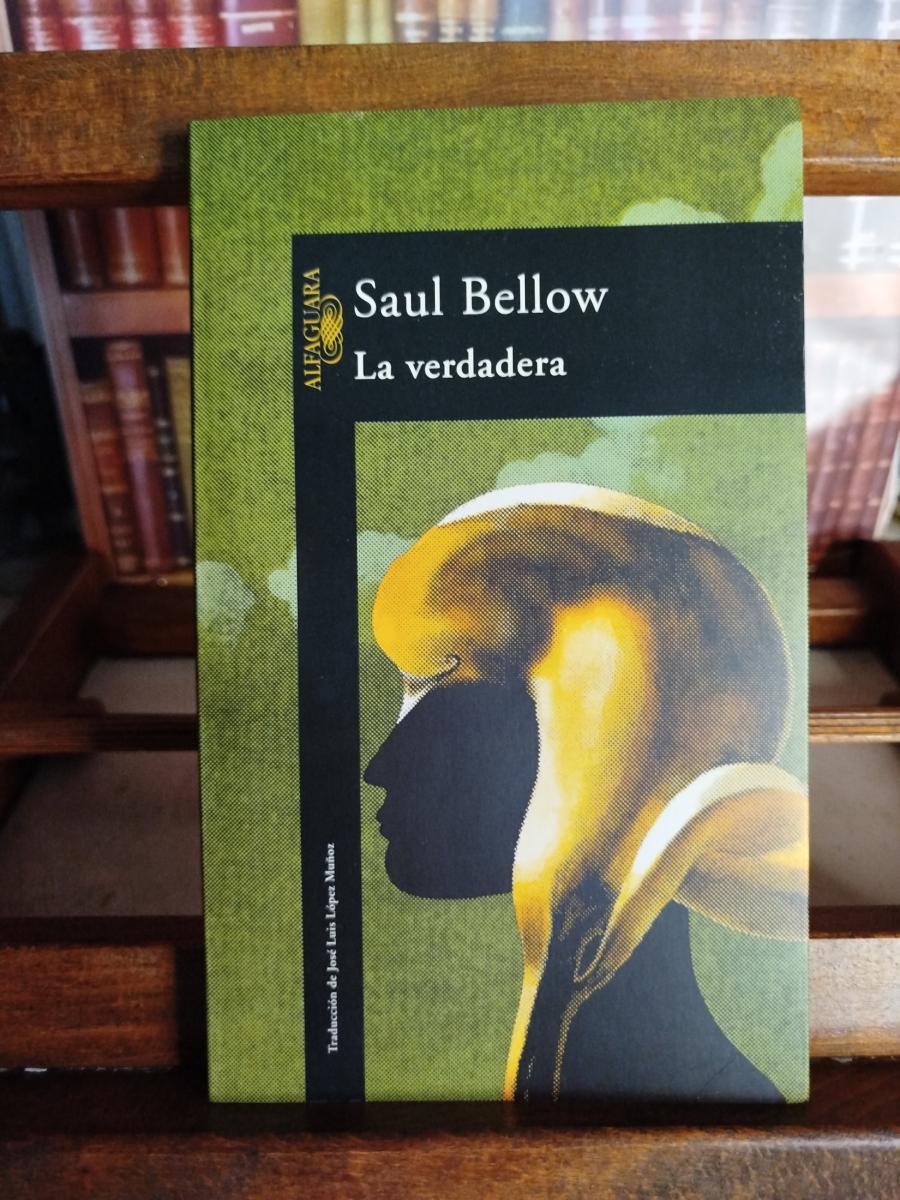 ALFAGUARA
Saul Bellow
La verdadera
Traducción de José Luis López Muñoz